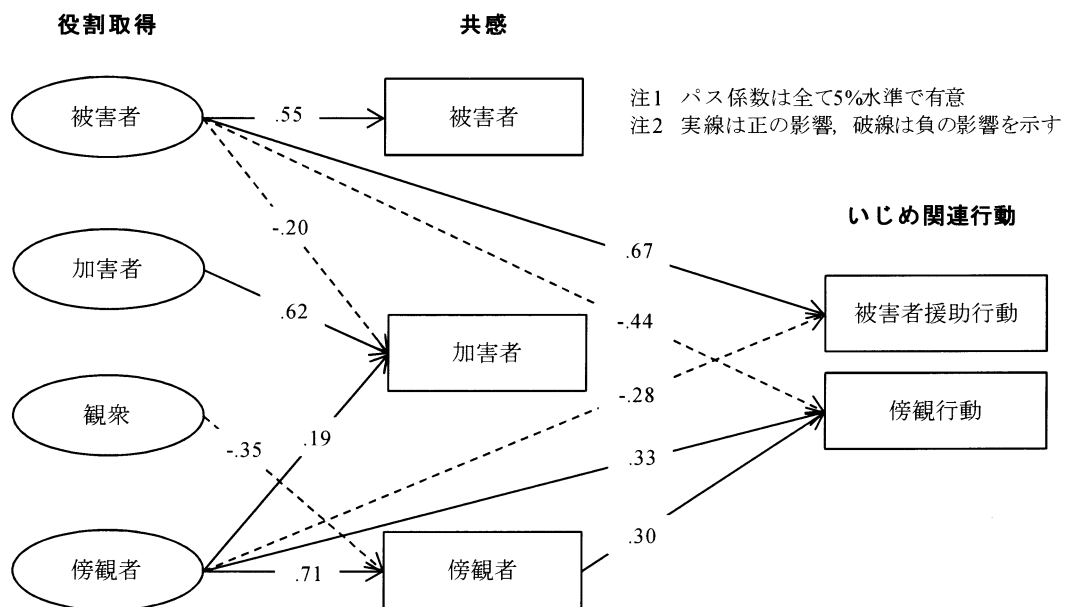 役割取得
共感
被害者
.55
被害者
注1 パス係数は全て5%水準で有意
注2 実線は正の影響，破線は負の影響を示す
いじめ関連行動
-.20
.67
加害者
.62
被害者援助行動
-.44
加害者
-.28
観衆
傍観行動
-.35
.19
.33
.30
傍観者
.71
傍観者